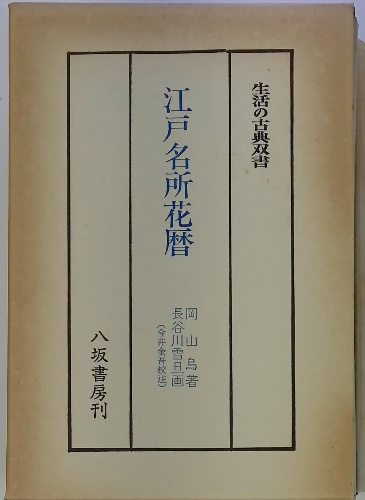 生活の古典双書
江戸名所花暦
岡山鳥著
長谷川雪旦画
(今井金吾校注)
八坂書房刊